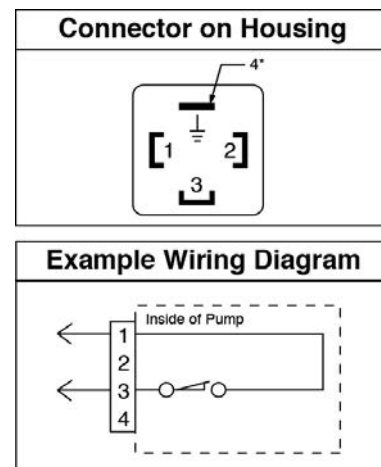 Connector on Housing
4*
1 2
3
Example Wiring Diagram
Inside of Pump
1
2
3
4